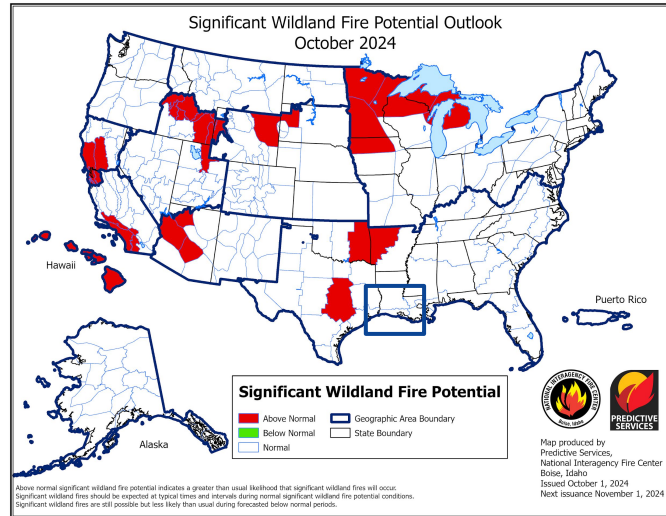 Significant Wildland Fire Potential Outlook
October 2024
Hawaii
Puerto Rico
Alaska
Significant Wildland Fire Potential
Above Normal
Geographic Area Boundary
Below Normal
State Boundary
Normal
NATIONAL INTERAGENCY FIRE CENTER
Boise, Idaho
PREDICTIVE
SERVICES
Map produced by
Predictive Services,
National Interagency Fire Center
Boise, Idaho
Issued October 1, 2024
Next issuance November 1, 2024
Above normal significant wildland fire potential indicates a greater than usual likelihood that significant wildland fires will occur.
Significant wildland fires should be expected at typical times and intervals during normal significant wildland fire potential conditions.
Significant wildland fires are still possible but less likely than usual during forecasted below normal periods.